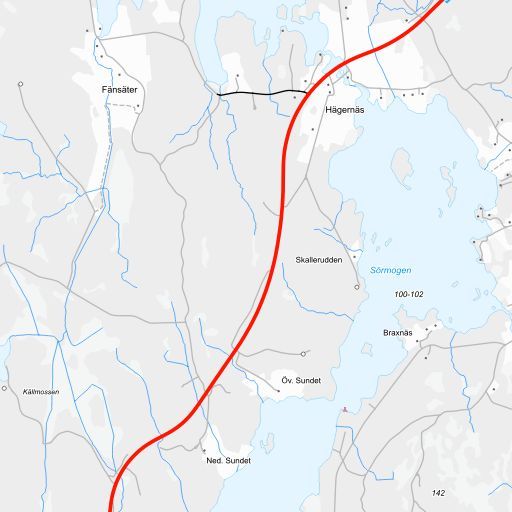 Fänsäter
Hägernäs
Skallerudden
Sörmogen
100-102
Braxnäs
Öv. Sundet
Källmossen
Ned. Sundet
142